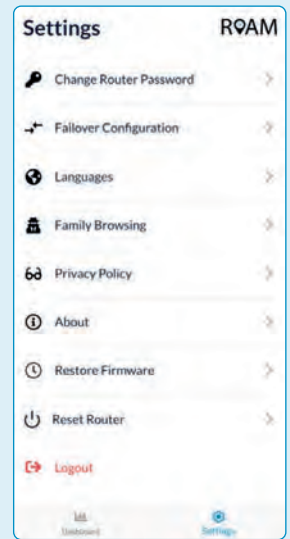 Settings
ROAM
Change Router Password
Failover Configuration
Languages
Family Browsing
Privacy Policy
About
Restore Firmware
Reset Router
Logout
Dashboard
Settings